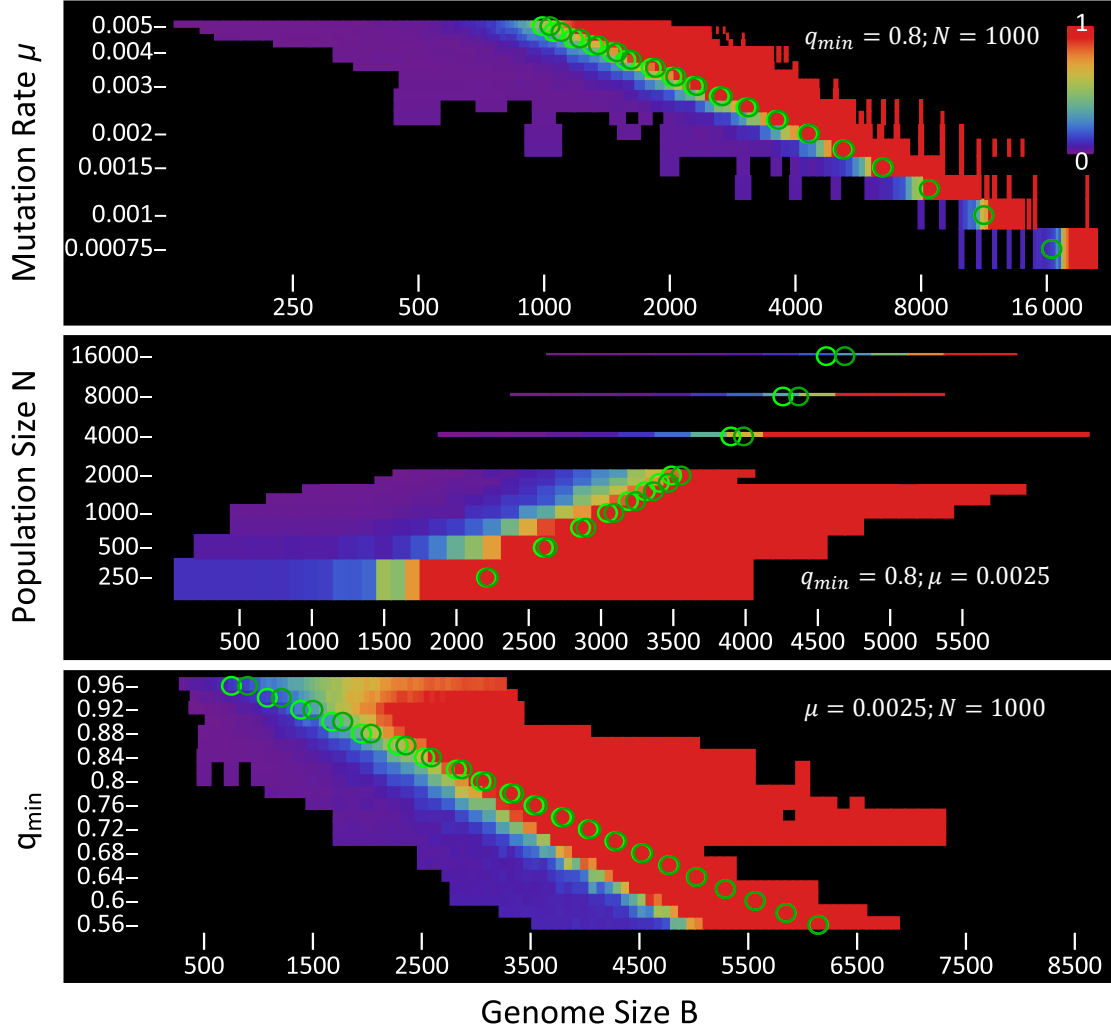 Mutation Rate μ
0.005
0.004
0.003
0.002
0.0015
0.001
0.00075
q_min = 0.8; N = 1000
1
0
250 500 1000 2000 4000 8000 16000
Population Size N
16000
8000
4000
2000
1000
500
250
q_min = 0.8; μ = 0.0025
500 1000 1500 2000 2500 3000 3500 4000 4500 5000 5500
q_min
0.96
0.92
0.88
0.84
0.8
0.76
0.72
0.68
0.64
0.6
0.56
μ = 0.0025; N = 1000
500 1500 2500 3500 4500 5500 6500 7500 8500
Genome Size B